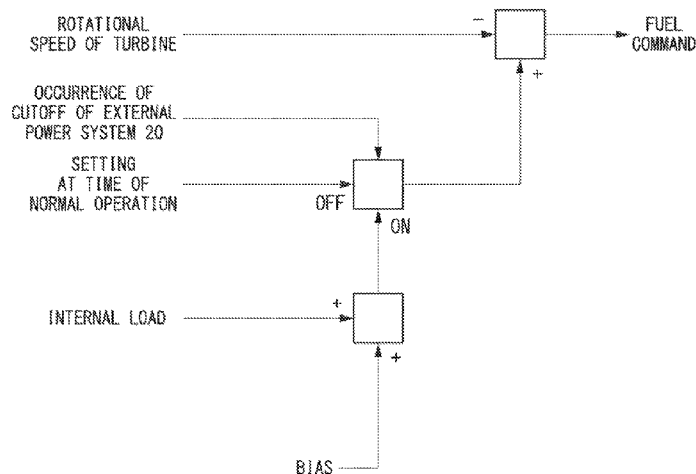 ROTATIONAL
SPEED OF TURBINE
−
FUEL
COMMAND
+
OCCURRENCE OF
CUTOFF OF EXTERNAL
POWER SYSTEM 20
SETTING
AT TIME OF
NORMAL OPERATION
OFF
ON
INTERNAL LOAD
+
+
BIAS